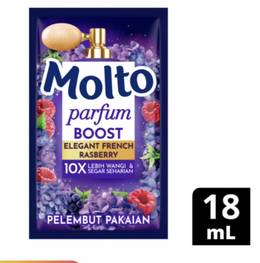 Molto
parfum
BOOST
ELEGANT FRENCH
RASBERRY
10X LEBIH WANGI &
SEGAR SEHARIAN
PELEMBUT PAKAIAN
18
mL